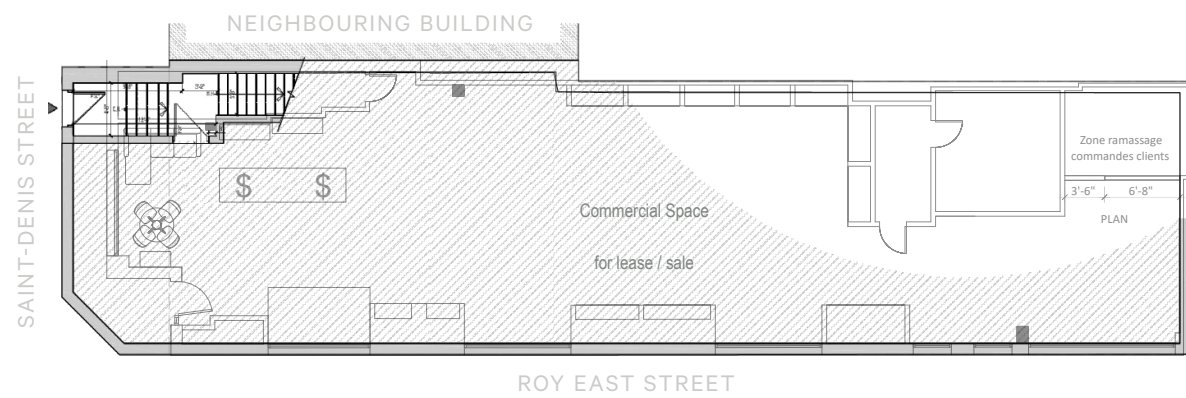 NEIGHBOURING BUILDING
SAINT-DENIS STREET
Zone ramassage
commandes clients
$ $
3'-6" 6'-8"
Commercial Space
PLAN
for lease / sale
ROY EAST STREET